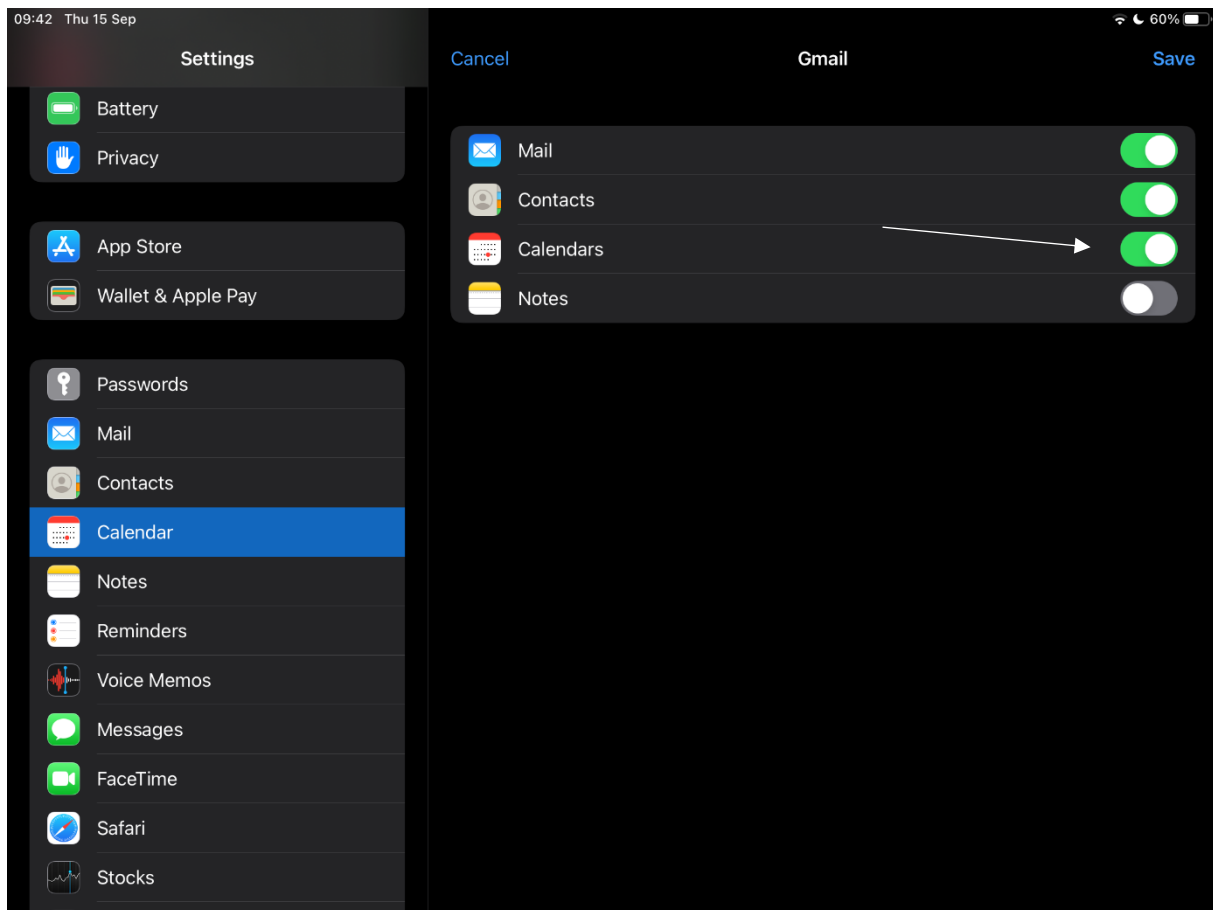 09:42 Thu 15 Sep
60%
Settings
Cancel
Gmail
Save
Battery
Privacy
App Store
Wallet & Apple Pay
Passwords
Mail
Contacts
Calendar
Notes
Reminders
Voice Memos
Messages
FaceTime
Safari
Stocks
Mail
Contacts
Calendars
Notes